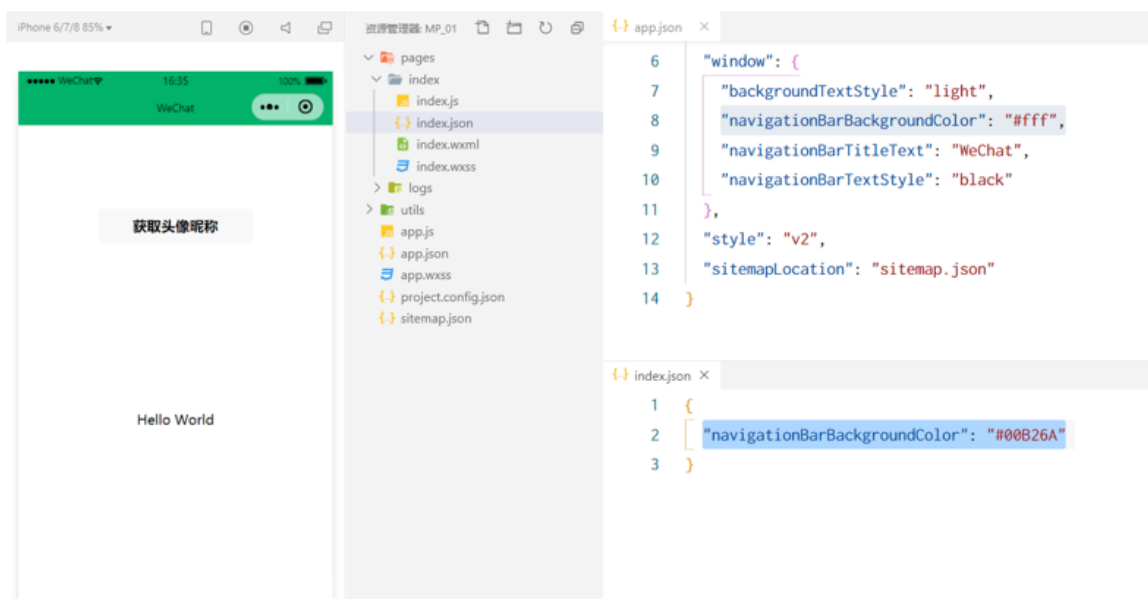 iPhone 6/7/8 85%
WeChat 16:35 100%
WeChat
获取头像昵称
Hello World
资源管理器: MP_01
pages
index
index.js
index.json
index.wxml
index.wxss
logs
utils
app.js
app.json
app.wxss
project.config.json
sitemap.json
app.json
6 "window": {
7 "backgroundTextStyle": "light",
8 "navigationBarBackgroundColor": "#fff",
9 "navigationBarTitleText": "WeChat",
10 "navigationBarTextStyle": "black"
11 },
12 "style": "v2",
13 "sitemapLocation": "sitemap.json"
14 }
index.json
1 {
2 "navigationBarBackgroundColor": "#00B26A"
3 }